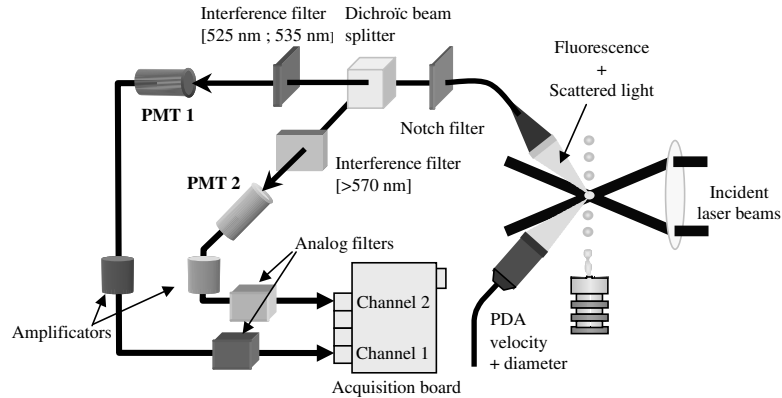 Interference filter
[525 nm ; 535 nm]
Dichroïc beam
splitter
Fluorescence
+
Scattered light
PMT 1
Notch filter
Interference filter
[>570 nm]
PMT 2
Incident
laser beams
Analog filters
Channel 2
Amplificators
PDA
velocity
+ diameter
Channel 1
Acquisition board